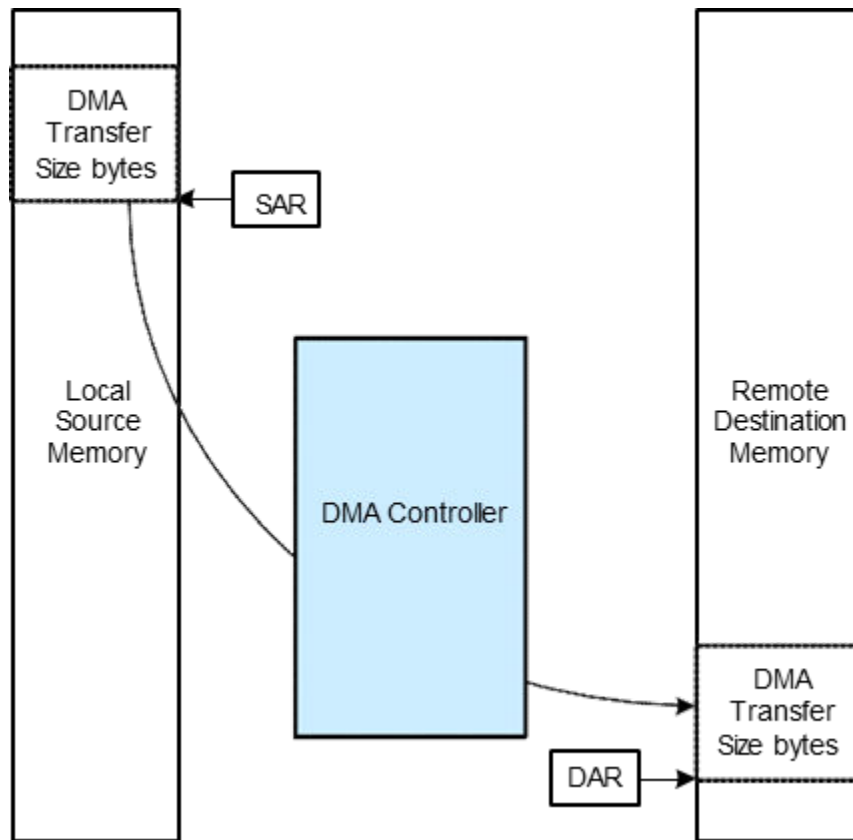 DMA
Transfer
Size bytes
SAR
Local
Source
Memory
DMA Controller
Remote
Destination
Memory
DMA
Transfer
Size bytes
DAR